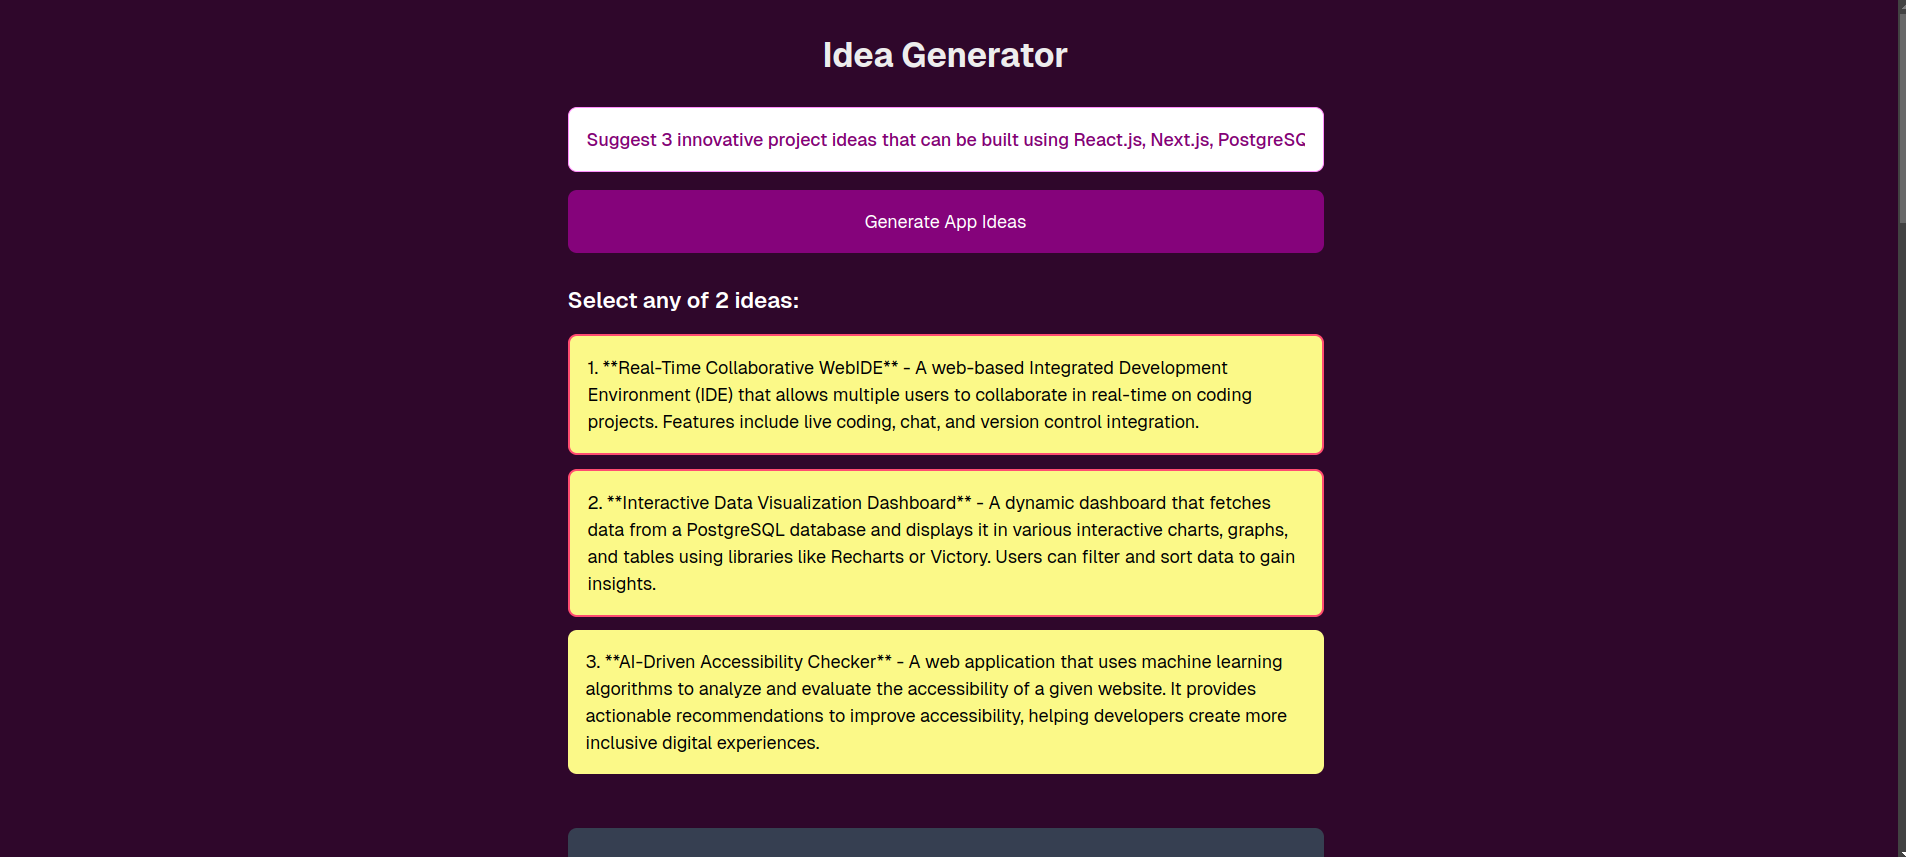 Idea Generator
Suggest 3 innovative project ideas that can be built using React.js, Next.js, PostgreSQ
Generate App Ideas
Select any of 2 ideas:
1. **Real-Time Collaborative WebIDE** - A web-based Integrated Development
Environment (IDE) that allows multiple users to collaborate in real-time on coding
projects. Features include live coding, chat, and version control integration.
2. **Interactive Data Visualization Dashboard** - A dynamic dashboard that fetches
data from a PostgreSQL database and displays it in various interactive charts, graphs,
and tables using libraries like Recharts or Victory. Users can filter and sort data to gain
insights.
3. **AI-Driven Accessibility Checker** - A web application that uses machine learning
algorithms to analyze and evaluate the accessibility of a given website. It provides
actionable recommendations to improve accessibility, helping developers create more
inclusive digital experiences.